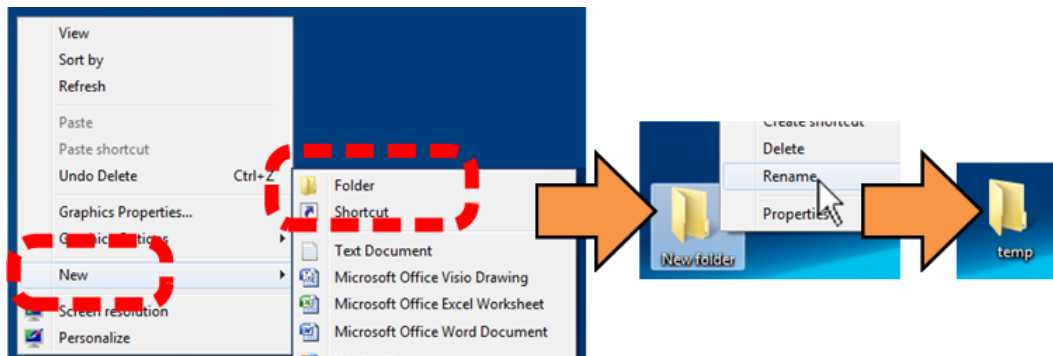 View
Sort by
Refresh
Paste
Paste shortcut
Undo Delete Ctrl+Z
Graphics Properties...
Graphics Options
New
Screen resolution
Personalize
Folder
Shortcut
Text Document
Microsoft Office Visio Drawing
Microsoft Office Excel Worksheet
Microsoft Office Word Document
Create shortcut
Delete
Rename
Properties
New folder
temp